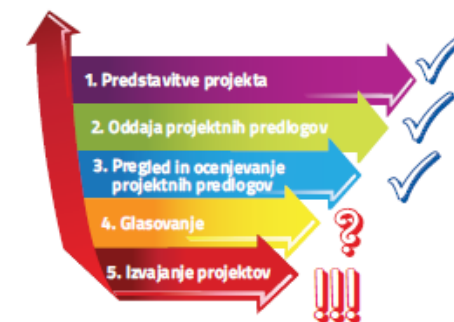 1. Predstavitve projekta
2. Oddaja projektnih predlogov
3. Pregled in ocenjevanje
projektnih predlogov
4. Glasovanje
?
5. Izvajanje projektov
!!!